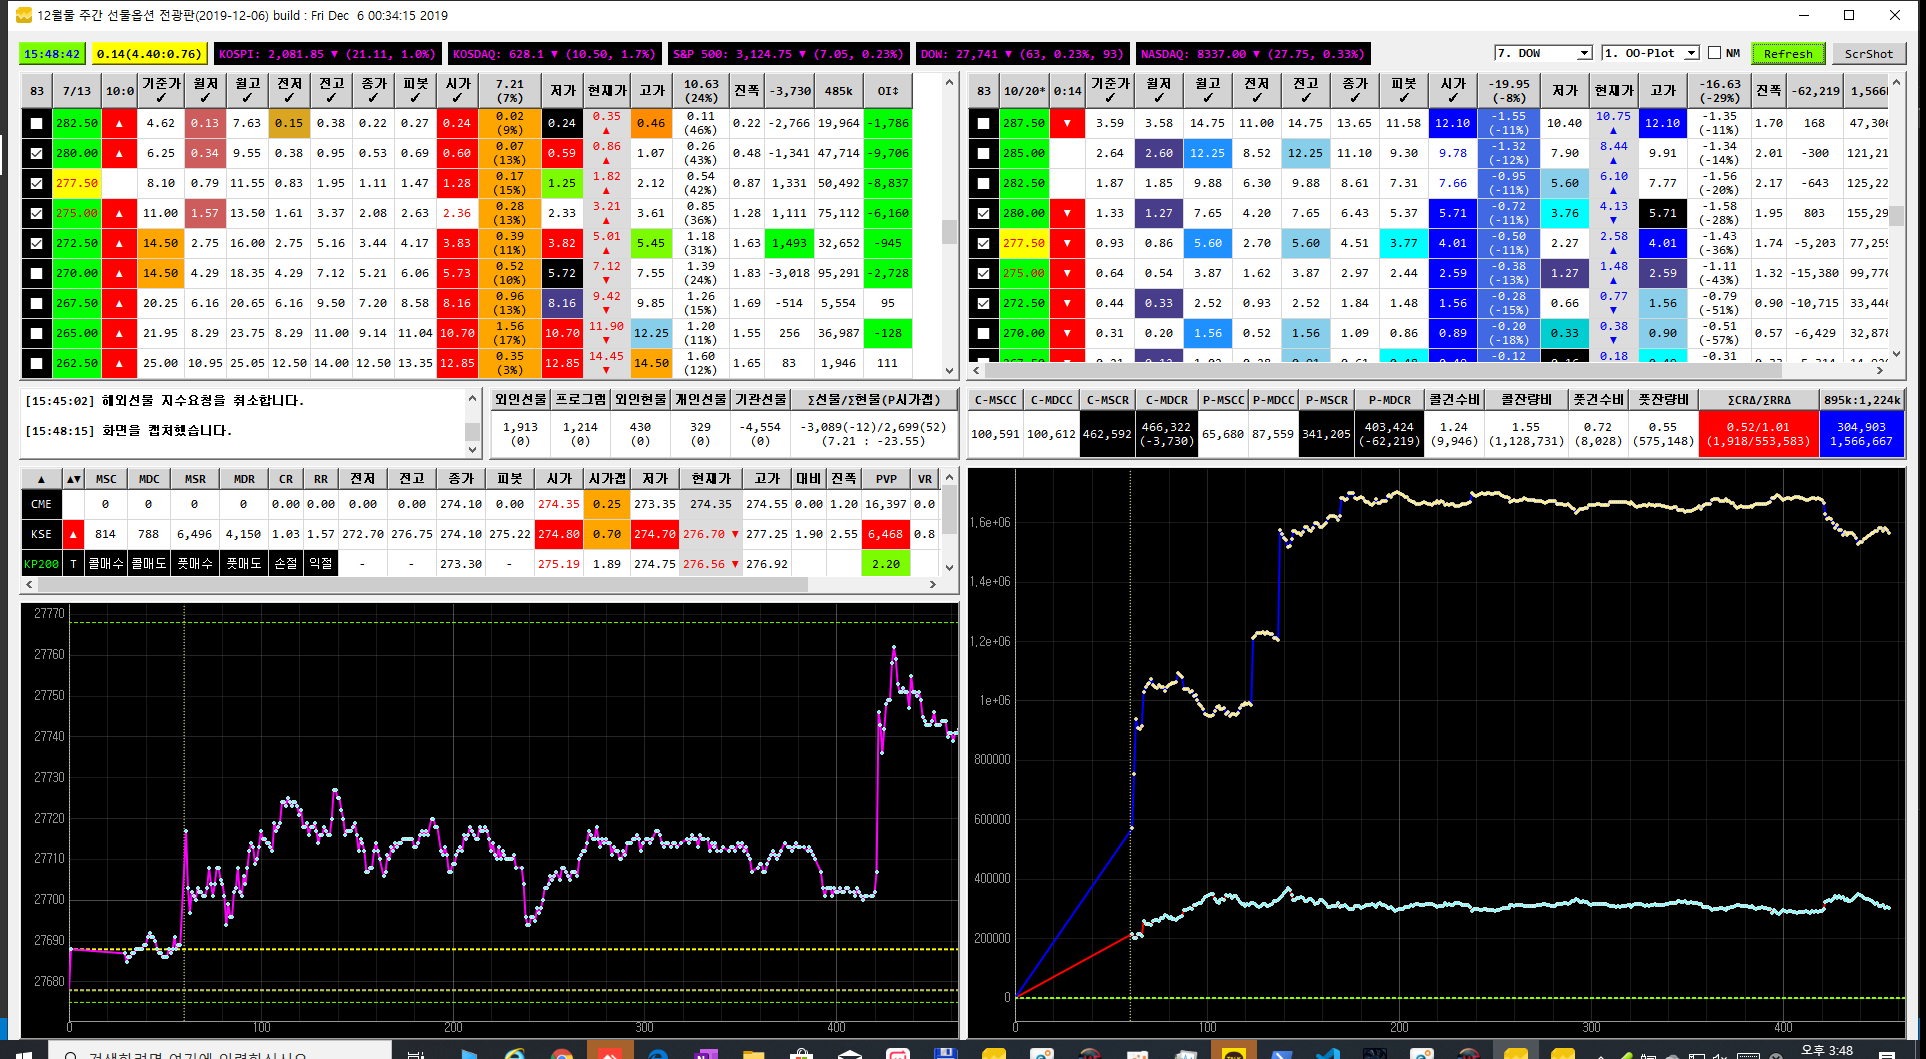 12월물 주간 선물옵션 전광판(2019-12-06) build : Fri Dec  6 00:34:15 2019
15:48:42 0.14(4.40:0.76) KOSPI: 2,081.85 ▼ (21.11, 1.0%) KOSDAQ: 628.1 ▼ (10.50, 1.7%) S&P 500: 3,124.75 ▼ (7.05, 0.23%) DOW: 27,741 ▼ (63, 0.23%, 93) NASDAQ: 8337.00 ▼ (27.75, 0.33%) 7. DOW 1. OO-Plot NM Refresh ScrShot
83 7/13 10:0 기준가 ✓ 월저 ✓ 월고 ✓ 전저 ✓ 전고 ✓ 종가 ✓ 피봇 ✓ 시가 ✓ 7.21 (7%) 저가 현재가 고가 10.63 (24%) 진폭 -3,730 485k OI↕
282.50 ▲ 4.62 0.13 7.63 0.15 0.38 0.22 0.27 0.24 0.02 (9%) 0.24 0.35 ▲ 0.46 0.11 (46%) 0.22 -2,766 19,964 -1,786
280.00 ▲ 6.25 0.34 9.55 0.38 0.95 0.53 0.69 0.60 0.07 (13%) 0.59 0.86 ▲ 1.07 0.26 (43%) 0.48 -1,341 47,714 -9,706
277.50 8.10 0.79 11.55 0.83 1.95 1.11 1.47 1.28 0.17 (15%) 1.25 1.82 ▲ 2.12 0.54 (42%) 0.87 1,331 50,492 -8,837
275.00 ▲ 11.00 1.57 13.50 1.61 3.37 2.08 2.63 2.36 0.28 (13%) 2.33 3.21 ▲ 3.61 0.85 (36%) 1.28 1,111 75,112 -6,160
272.50 ▲ 14.50 2.75 16.00 2.75 5.16 3.44 4.17 3.83 0.39 (11%) 3.82 5.01 ▲ 5.45 1.18 (31%) 1.63 1,493 32,652 -945
270.00 ▲ 14.50 4.29 18.35 4.29 7.12 5.21 6.06 5.73 0.52 (10%) 5.72 7.12 ▼ 7.55 1.39 (24%) 1.83 -3,018 95,291 -2,728
267.50 ▲ 20.25 6.16 20.65 6.16 9.50 7.20 8.58 8.16 0.96 (13%) 8.16 9.42 ▼ 9.85 1.26 (15%) 1.69 -514 5,554 95
265.00 ▲ 21.95 8.29 23.75 8.29 11.00 9.14 11.04 10.70 1.56 (17%) 10.70 11.90 ▼ 12.25 1.20 (11%) 1.55 256 36,987 -128
262.50 ▲ 25.00 10.95 25.05 12.50 14.00 12.50 13.35 12.85 0.35 (3%) 12.85 14.45 ▼ 14.50 1.60 (12%) 1.65 83 1,946 111
83 10/20* 0:14 기준가 ✓ 월저 ✓ 월고 ✓ 전저 ✓ 전고 ✓ 종가 ✓ 피봇 ✓ 시가 ✓ -19.95 (-8%) 저가 현재가 고가 -16.63 (-29%) 진폭 -62,219 1,566
287.50 ▼ 3.59 3.58 14.75 11.00 14.75 13.65 11.58 12.10 -1.55 (-11%) 10.40 10.75 ▲ 12.10 -1.35 (-11%) 1.70 168 47,306
285.00 2.64 2.60 12.25 8.52 12.25 11.10 9.30 9.78 -1.32 (-12%) 7.90 8.44 ▲ 9.91 -1.34 (-14%) 2.01 -300 121,21
282.50 1.87 1.85 9.88 6.30 9.88 8.61 7.31 7.66 -0.95 (-11%) 5.60 6.10 ▲ 7.77 -1.56 (-20%) 2.17 -643 125,22
280.00 ▼ 1.33 1.27 7.65 4.20 7.65 6.43 5.37 5.71 -0.72 (-11%) 3.76 4.13 ▼ 5.71 -1.58 (-28%) 1.95 803 155,29
277.50 ▼ 0.93 0.86 5.60 2.70 5.60 4.51 3.77 4.01 -0.50 (-11%) 2.27 2.58 ▲ 4.01 -1.43 (-36%) 1.74 -5,203 77,259
275.00 ▼ 0.64 0.54 3.87 1.62 3.87 2.97 2.44 2.59 -0.38 (-13%) 1.27 1.48 ▲ 2.59 -1.11 (-43%) 1.32 -15,380 99,770
272.50 ▼ 0.44 0.33 2.52 0.93 2.52 1.84 1.48 1.56 -0.28 (-15%) 0.66 0.77 ▼ 1.56 -0.79 (-51%) 0.90 -10,715 33,446
270.00 ▼ 0.31 0.20 1.56 0.52 1.56 1.09 0.86 0.89 -0.20 (-18%) 0.33 0.38 ▼ 0.90 -0.51 (-57%) 0.57 -6,429 32,878
-0.12 0.18 -0.31
[15:45:02] 해외선물 지수요청을 취소합니다.
[15:48:15] 화면을 캡처했습니다.
외인선물 프로그램 외인현물 개인선물 기관선물 Σ선물/Σ현물(P시가갭)
1,913 (0) 1,214 (0) 430 (0) 329 (0) -4,554 (0) -3,089(-12)/2,699(52) (7.21 : -23.55)
C-MSCC C-MDCC C-MSCR C-MDCR P-MSCC P-MDCC P-MSCR P-MDCR 콜건수비 콜잔량비 풋건수비 풋잔량비 ΣCRΔ/ΣRRΔ 895k:1,224k
100,591 100,612 462,592 466,322 (-3,730) 65,680 87,559 341,205 403,424 (-62,219) 1.24 (9,946) 1.55 (1,128,731) 0.72 (8,028) 0.55 (575,148) 0.52/1.01 (1,918/553,583) 304,903 1,566,667
▲ ▲▼ MSC MDC MSR MDR CR RR 전저 전고 종가 피봇 시가 시가갭 저가 현재가 고가 대비 진폭 PVP VR
CME 0 0 0 0 0.00 0.00 0.00 0.00 274.10 0.00 274.35 0.25 273.35 274.35 274.55 0.00 1.20 16,397 0.0
KSE ▲ 814 788 6,496 4,150 1.03 1.57 272.70 276.75 274.10 275.22 274.80 0.70 274.70 276.70 ▼ 277.25 1.90 2.55 6,468 0.8
KP200 T 콜매수 콜매도 풋매수 풋매도 손절 익절 - - 273.30 - 275.19 1.89 274.75 276.56 ▼ 276.92 2.20
27770
27760
27750
27740
27730
27720
27710
27700
27690
27680
0 100 200 300 400
1,6e+06
1,4e+06
1,2e+06
1e+06
800000
600000
400000
200000
0
0 100 200 300 400
검색하려면 여기에 입력하십시오
오후 3:48